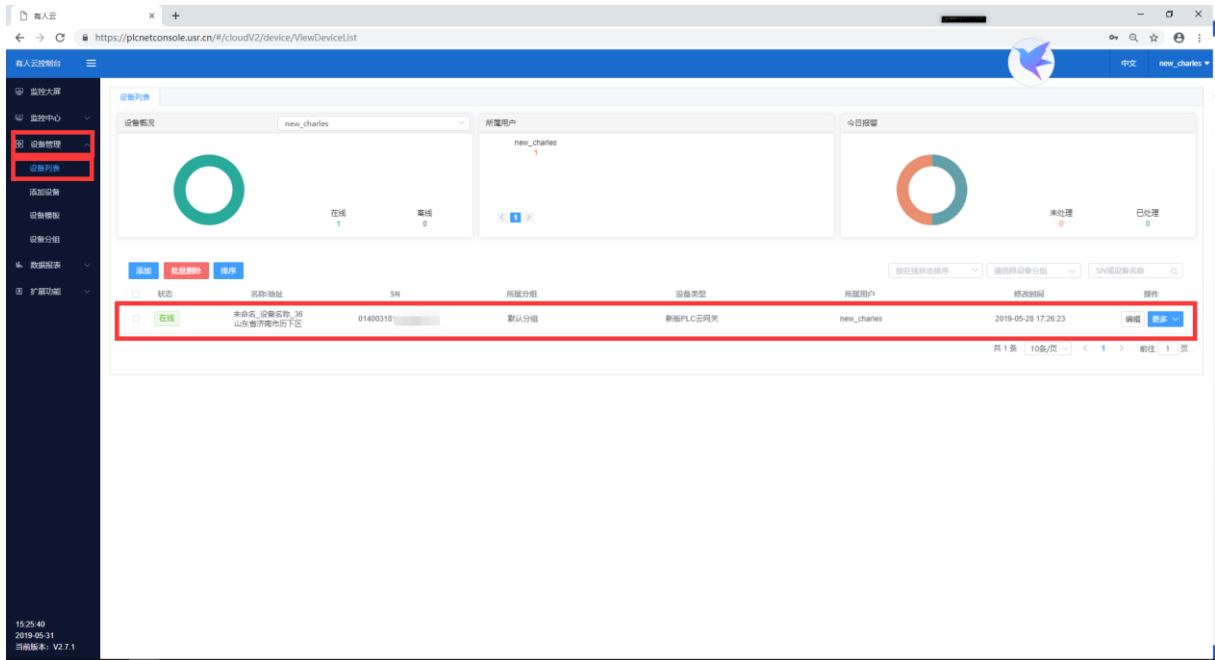 有人云
https://plcnetconsole.usr.cn/#/cloudV2/device/ViewDeviceList
有人云控制台
中文 new_charles
监控大屏
监控中心
设备管理
设备列表
添加设备
设备模板
设备分组
数据报表
扩展功能
15:25:40
2019-05-31
当前版本: V2.7.1
设备列表
设备概况 new_charles
在线 离线
1 0
所属用户
new_charles
1
1
今日报警
未处理 已处理
0 0
添加 批量删除 排序 按在线状态排序 请选择设备分组 SN或设备名称
状态 名称/地址 SN 所属分组 设备类型 所属用户 修改时间 操作
在线 未命名_设备名称_36 01400318 默认分组 新版PLC云网关 new_charles 2019-05-28 17:26:23 编辑 更多
山东省济南市历下区
共 1 条 10条/页 1 前往 1 页